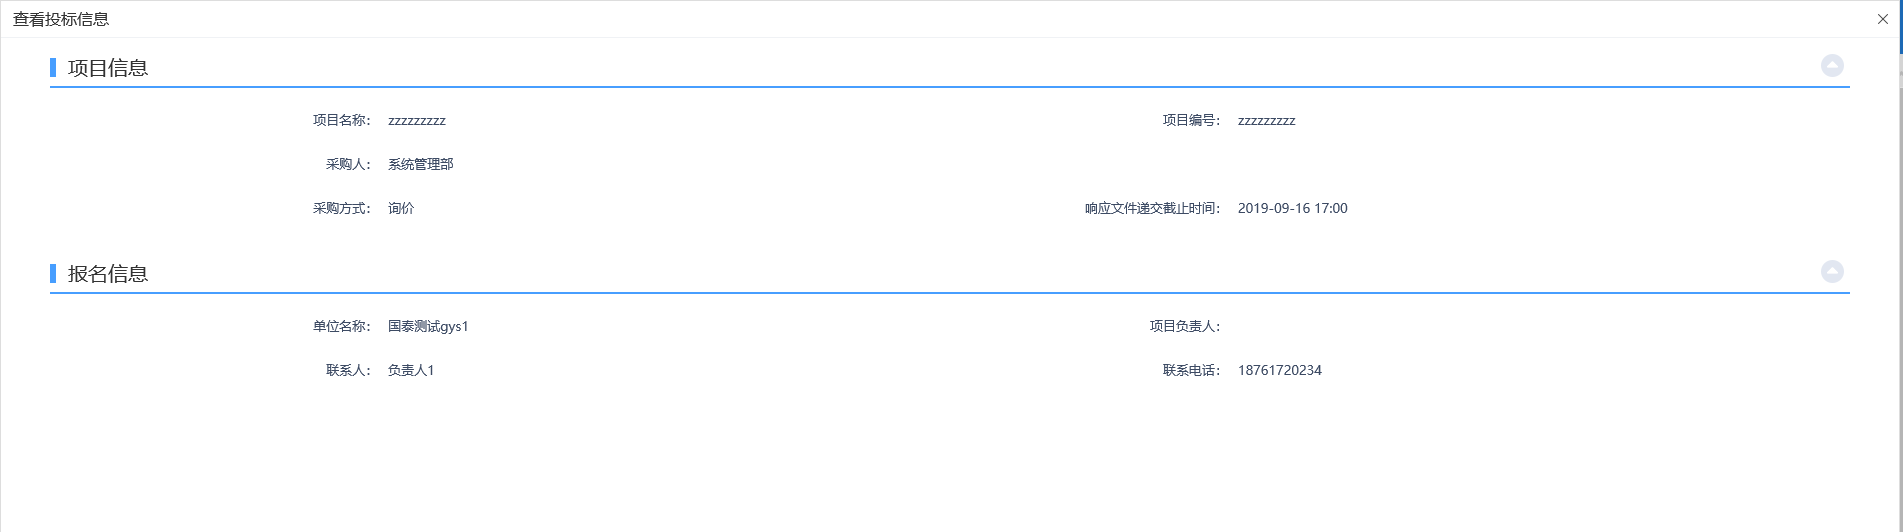 查看投标信息
项目信息
项目名称： zzzzzzzzz 项目编号： zzzzzzzzz
采购人： 系统管理部
采购方式： 询价 响应文件递交截止时间： 2019-09-16 17:00
报名信息
单位名称： 国泰测试gys1 项目负责人：
联系人： 负责人1 联系电话： 18761720234